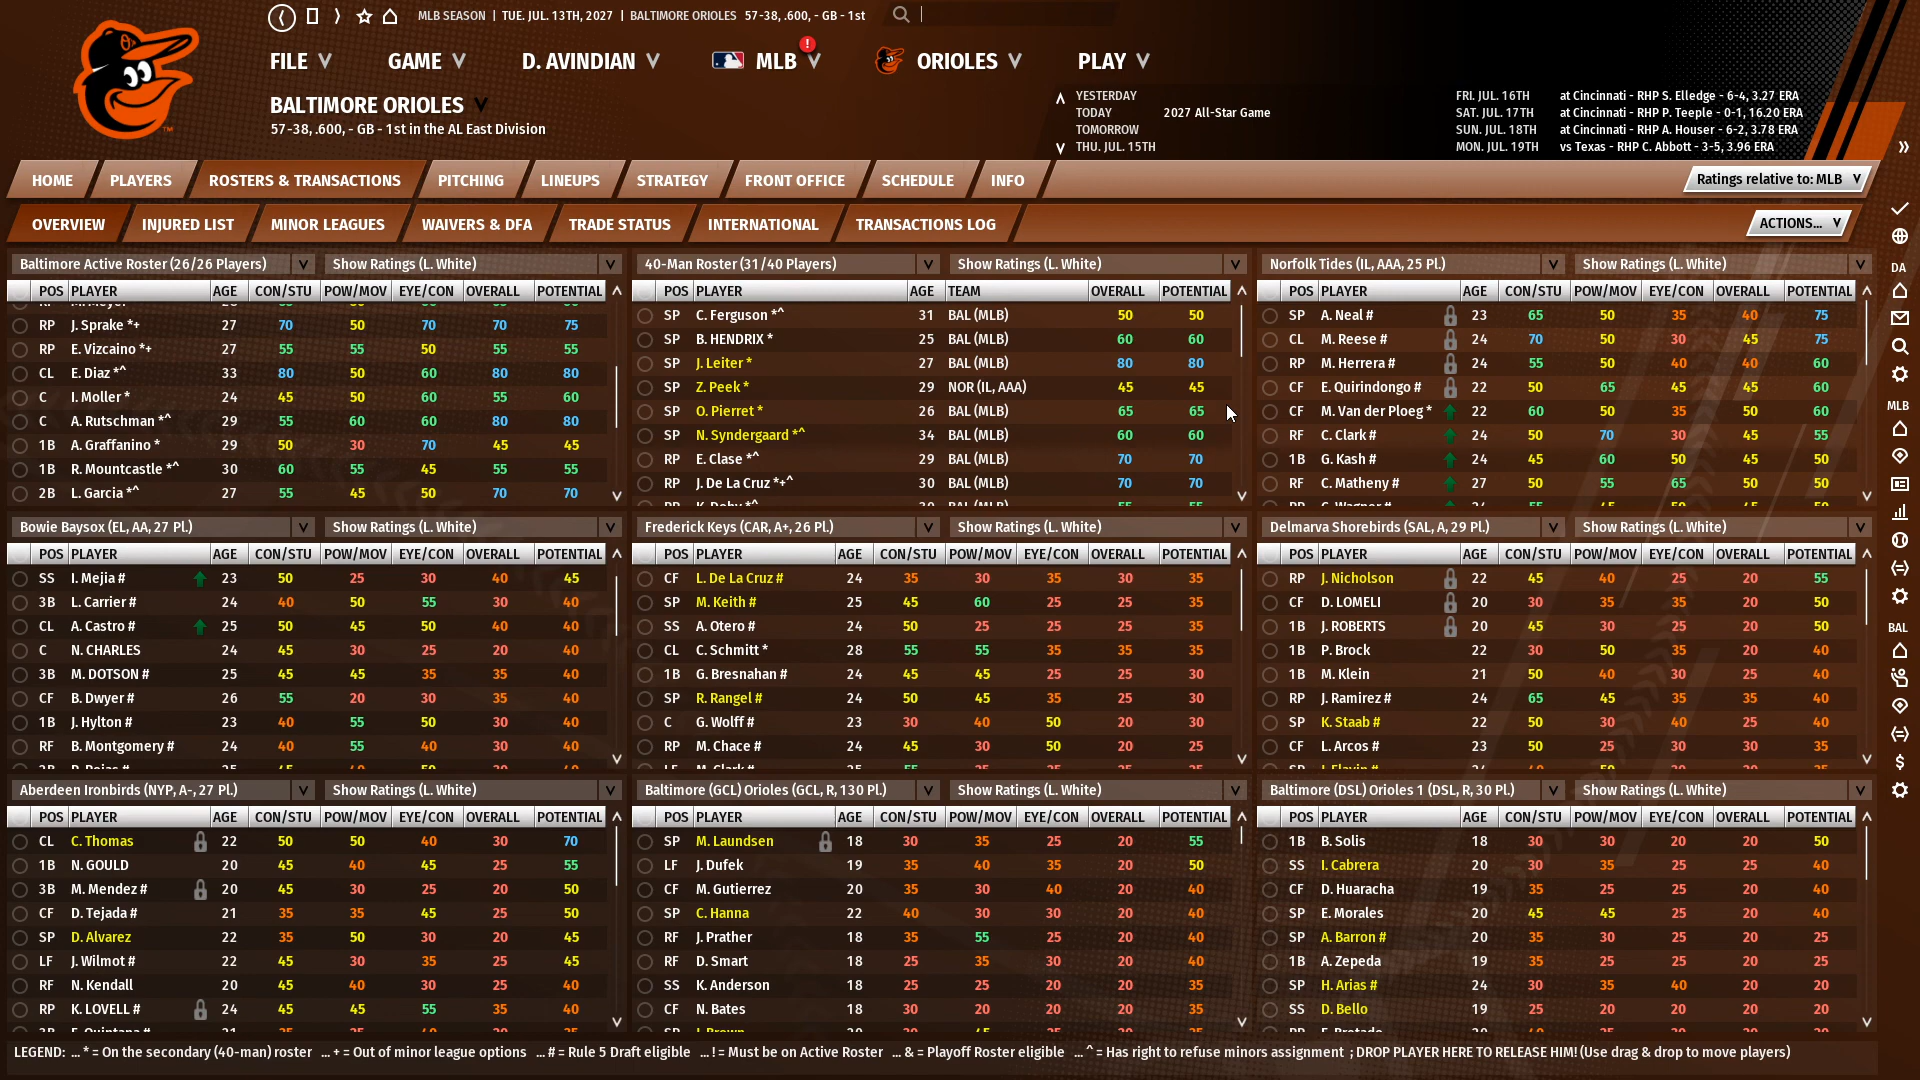 MLB SEASON | TUE. JUL. 13TH, 2027 | BALTIMORE ORIOLES 57-38, .600, - GB - 1st
FILE GAME D. AVINDIAN MLB ! ORIOLES PLAY
BALTIMORE ORIOLES
57-38, .600, - GB - 1st in the AL East Division
YESTERDAY
TODAY 2027 All-Star Game
TOMORROW
THU. JUL. 15TH
FRI. JUL. 16TH at Cincinnati - RHP S. Elledge - 6-4, 3.27 ERA
SAT. JUL. 17TH at Cincinnati - RHP P. Teeple - 0-1, 16.20 ERA
SUN. JUL. 18TH at Cincinnati - RHP A. Houser - 6-2, 3.78 ERA
MON. JUL. 19TH vs Texas - RHP C. Abbott - 3-5, 3.96 ERA
HOME PLAYERS ROSTERS & TRANSACTIONS PITCHING LINEUPS STRATEGY FRONT OFFICE SCHEDULE INFO Ratings relative to: MLB
OVERVIEW INJURED LIST MINOR LEAGUES WAIVERS & DFA TRADE STATUS INTERNATIONAL TRANSACTIONS LOG ACTIONS...
DA
MLB
BAL
$
Baltimore Active Roster (26/26 Players) Show Ratings (L. White)
POS PLAYER AGE CON/STU POW/MOV EYE/CON OVERALL POTENTIAL
RP J. Sprake *+ 27 70 50 70 70 75
RP E. Vizcaino *+ 27 55 55 50 55 55
CL E. Diaz *^ 33 80 50 60 80 80
C I. Moller * 24 45 50 60 55 60
C A. Rutschman *^ 29 55 60 60 80 80
1B A. Graffanino * 29 50 30 70 45 45
1B R. Mountcastle *^ 30 60 55 45 55 55
2B L. Garcia *^ 27 55 45 50 70 70
40-Man Roster (31/40 Players) Show Ratings (L. White)
POS PLAYER AGE TEAM OVERALL POTENTIAL
SP C. Ferguson *^ 31 BAL (MLB) 50 50
SP B. HENDRIX * 25 BAL (MLB) 60 60
SP J. Leiter * 27 BAL (MLB) 80 80
SP Z. Peek * 29 NOR (IL, AAA) 45 45
SP O. Pierret * 26 BAL (MLB) 65 65
SP N. Syndergaard *^ 34 BAL (MLB) 60 60
RP E. Clase *^ 29 BAL (MLB) 70 70
RP J. De La Cruz *+^ 30 BAL (MLB) 70 70
Norfolk Tides (IL, AAA, 25 Pl.) Show Ratings (L. White)
POS PLAYER AGE CON/STU POW/MOV EYE/CON OVERALL POTENTIAL
SP A. Neal # 23 65 50 35 40 75
CL M. Reese # 24 70 50 30 45 75
RP M. Herrera # 24 55 50 40 40 60
CF E. Quirindongo # 22 50 65 45 45 60
CF M. Van der Ploeg * 22 60 50 35 50 60
RF C. Clark # 24 50 70 30 45 55
1B G. Kash # 24 45 60 50 45 50
RF C. Matheny # 27 50 55 65 50 50
Bowie Baysox (EL, AA, 27 Pl.) Show Ratings (L. White)
POS PLAYER AGE CON/STU POW/MOV EYE/CON OVERALL POTENTIAL
SS I. Mejia # 23 50 25 30 40 45
3B L. Carrier # 24 40 50 55 30 40
CL A. Castro # 25 50 45 50 40 40
C N. CHARLES 24 45 30 25 20 40
3B M. DOTSON # 25 45 45 35 35 40
CF B. Dwyer # 26 55 20 30 35 40
1B J. Hylton # 23 40 55 50 30 40
RF B. Montgomery # 24 40 55 40 30 40
Frederick Keys (CAR, A+, 26 Pl.) Show Ratings (L. White)
POS PLAYER AGE CON/STU POW/MOV EYE/CON OVERALL POTENTIAL
CF L. De La Cruz # 24 35 30 35 30 35
SP M. Keith # 25 45 60 25 25 35
SS A. Otero # 24 50 25 25 25 35
CL C. Schmitt * 28 55 55 35 35 35
1B G. Bresnahan # 24 45 45 25 25 30
SP R. Rangel # 24 50 45 35 25 30
C G. Wolff # 23 30 40 50 20 30
RP M. Chace # 24 45 30 50 20 25
Delmarva Shorebirds (SAL, A, 29 Pl.) Show Ratings (L. White)
POS PLAYER AGE CON/STU POW/MOV EYE/CON OVERALL POTENTIAL
RP J. Nicholson 22 45 40 25 20 55
CF D. LOMELI 20 30 35 35 20 50
1B J. ROBERTS 20 45 30 25 20 50
1B P. Brock 22 30 50 35 20 40
1B M. Klein 21 50 40 30 20 40
RP J. Ramirez # 24 65 45 35 35 40
SP K. Staab # 22 50 30 40 25 40
CF L. Arcos # 23 50 25 30 30 35
Aberdeen Ironbirds (NYP, A-, 27 Pl.) Show Ratings (L. White)
POS PLAYER AGE CON/STU POW/MOV EYE/CON OVERALL POTENTIAL
CL C. Thomas 22 50 50 40 30 70
1B N. GOULD 20 45 40 45 25 55
3B M. Mendez # 20 45 30 25 20 50
CF D. Tejada # 21 35 35 45 25 50
SP D. Alvarez 22 35 50 30 20 45
LF J. Wilmot # 22 45 30 35 25 45
RF N. Kendall 20 45 40 30 25 40
RP K. LOVELL # 24 45 45 55 35 40
Baltimore (GCL) Orioles (GCL, R, 130 Pl.) Show Ratings (L. White)
POS PLAYER AGE CON/STU POW/MOV EYE/CON OVERALL POTENTIAL
SP M. Laundsen 18 30 35 25 20 55
LF J. Dufek 19 35 40 35 20 50
CF M. Gutierrez 20 35 30 40 20 40
SP C. Hanna 22 40 30 30 20 40
RF J. Prather 18 35 55 25 20 40
RF D. Smart 18 25 35 30 20 40
SS K. Anderson 18 25 25 20 20 35
CF N. Bates 18 30 20 20 20 35
Baltimore (DSL) Orioles 1 (DSL, R, 30 Pl.) Show Ratings (L. White)
POS PLAYER AGE CON/STU POW/MOV EYE/CON OVERALL POTENTIAL
1B B. Solis 18 30 30 20 20 50
SS I. Cabrera 20 30 35 25 25 40
CF D. Huaracha 19 35 25 25 20 40
SP E. Morales 20 45 45 25 20 40
SP A. Barron # 20 35 30 25 20 25
1B A. Zepeda 19 35 25 25 20 25
SP H. Arias # 24 30 35 40 20 20
SS D. Bello 19 25 20 20 20 20
LEGEND: ... * = On the secondary (40-man) roster ... + = Out of minor league options ... # = Rule 5 Draft eligible ... ! = Must be on Active Roster ... & = Playoff Roster eligible ... ^ = Has right to refuse minors assignment ; DROP PLAYER HERE TO RELEASE HIM! (Use drag & drop to move players)